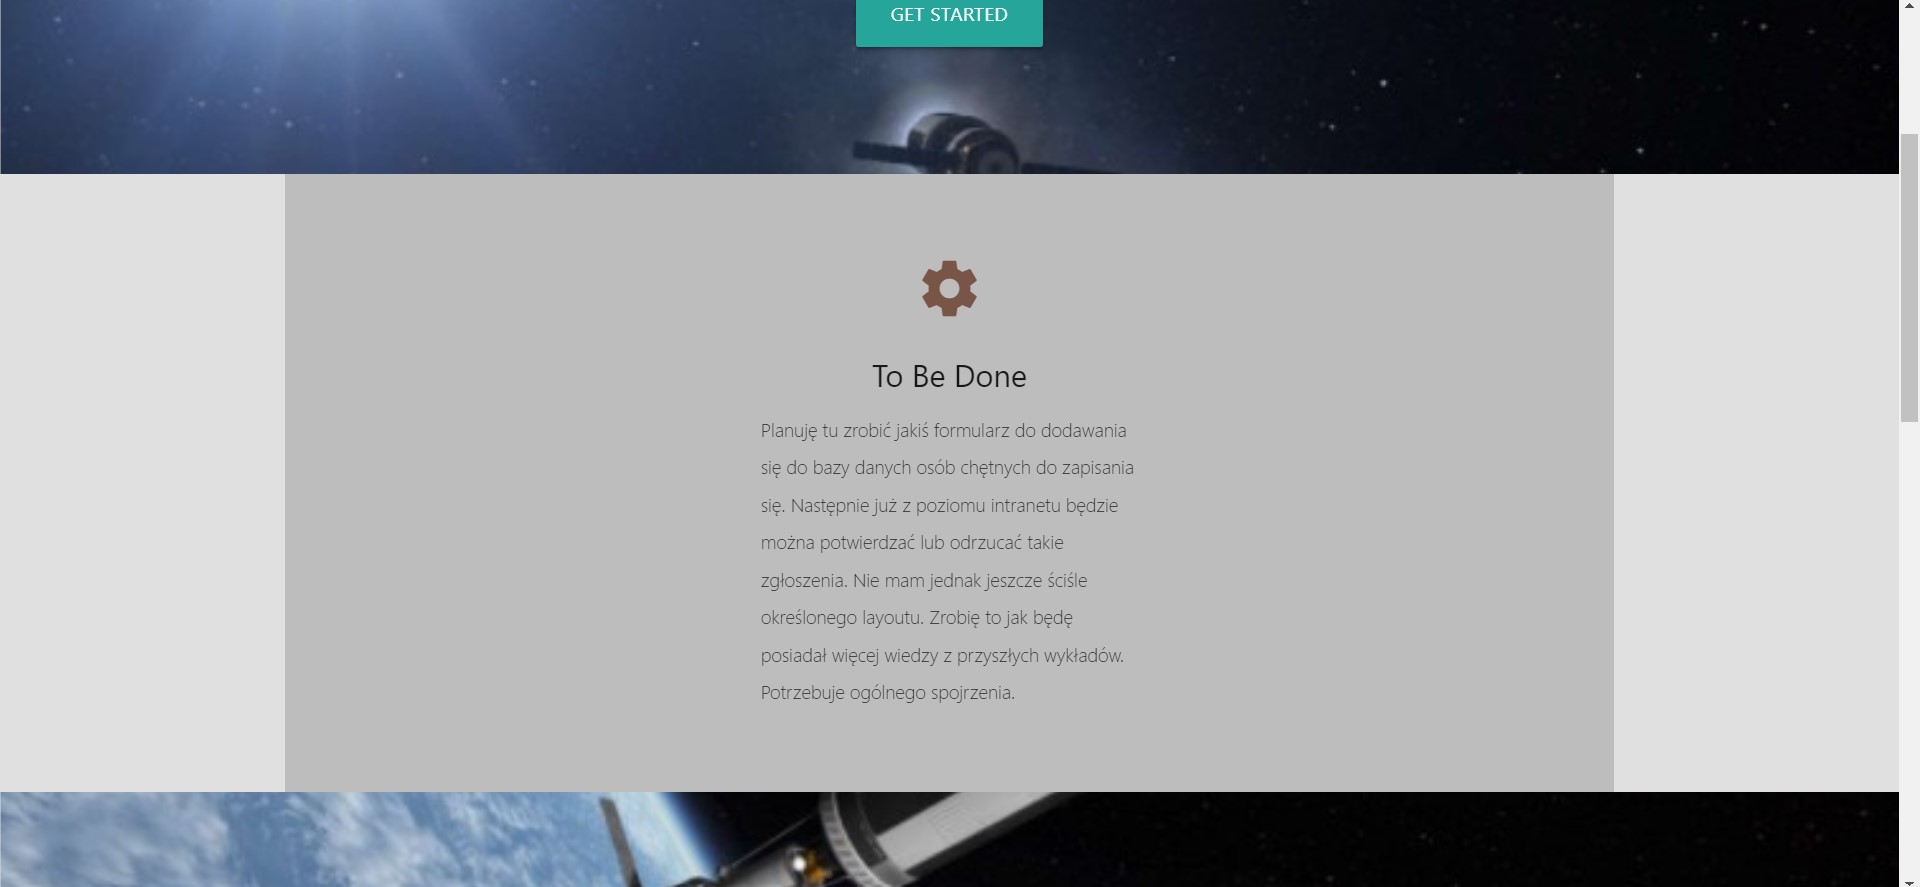 GET STARTED
To Be Done
Planuję tu zrobić jakiś formularz do dodawania
się do bazy danych osób chętnych do zapisania
się. Następnie już z poziomu intranetu będzie
można potwierdzać lub odrzucać takie
zgłoszenia. Nie mam jednak jeszcze ściśle
określonego layoutu. Zrobię to jak będę
posiadał więcej wiedzy z przyszłych wykładów.
Potrzebuje ogólnego spojrzenia.